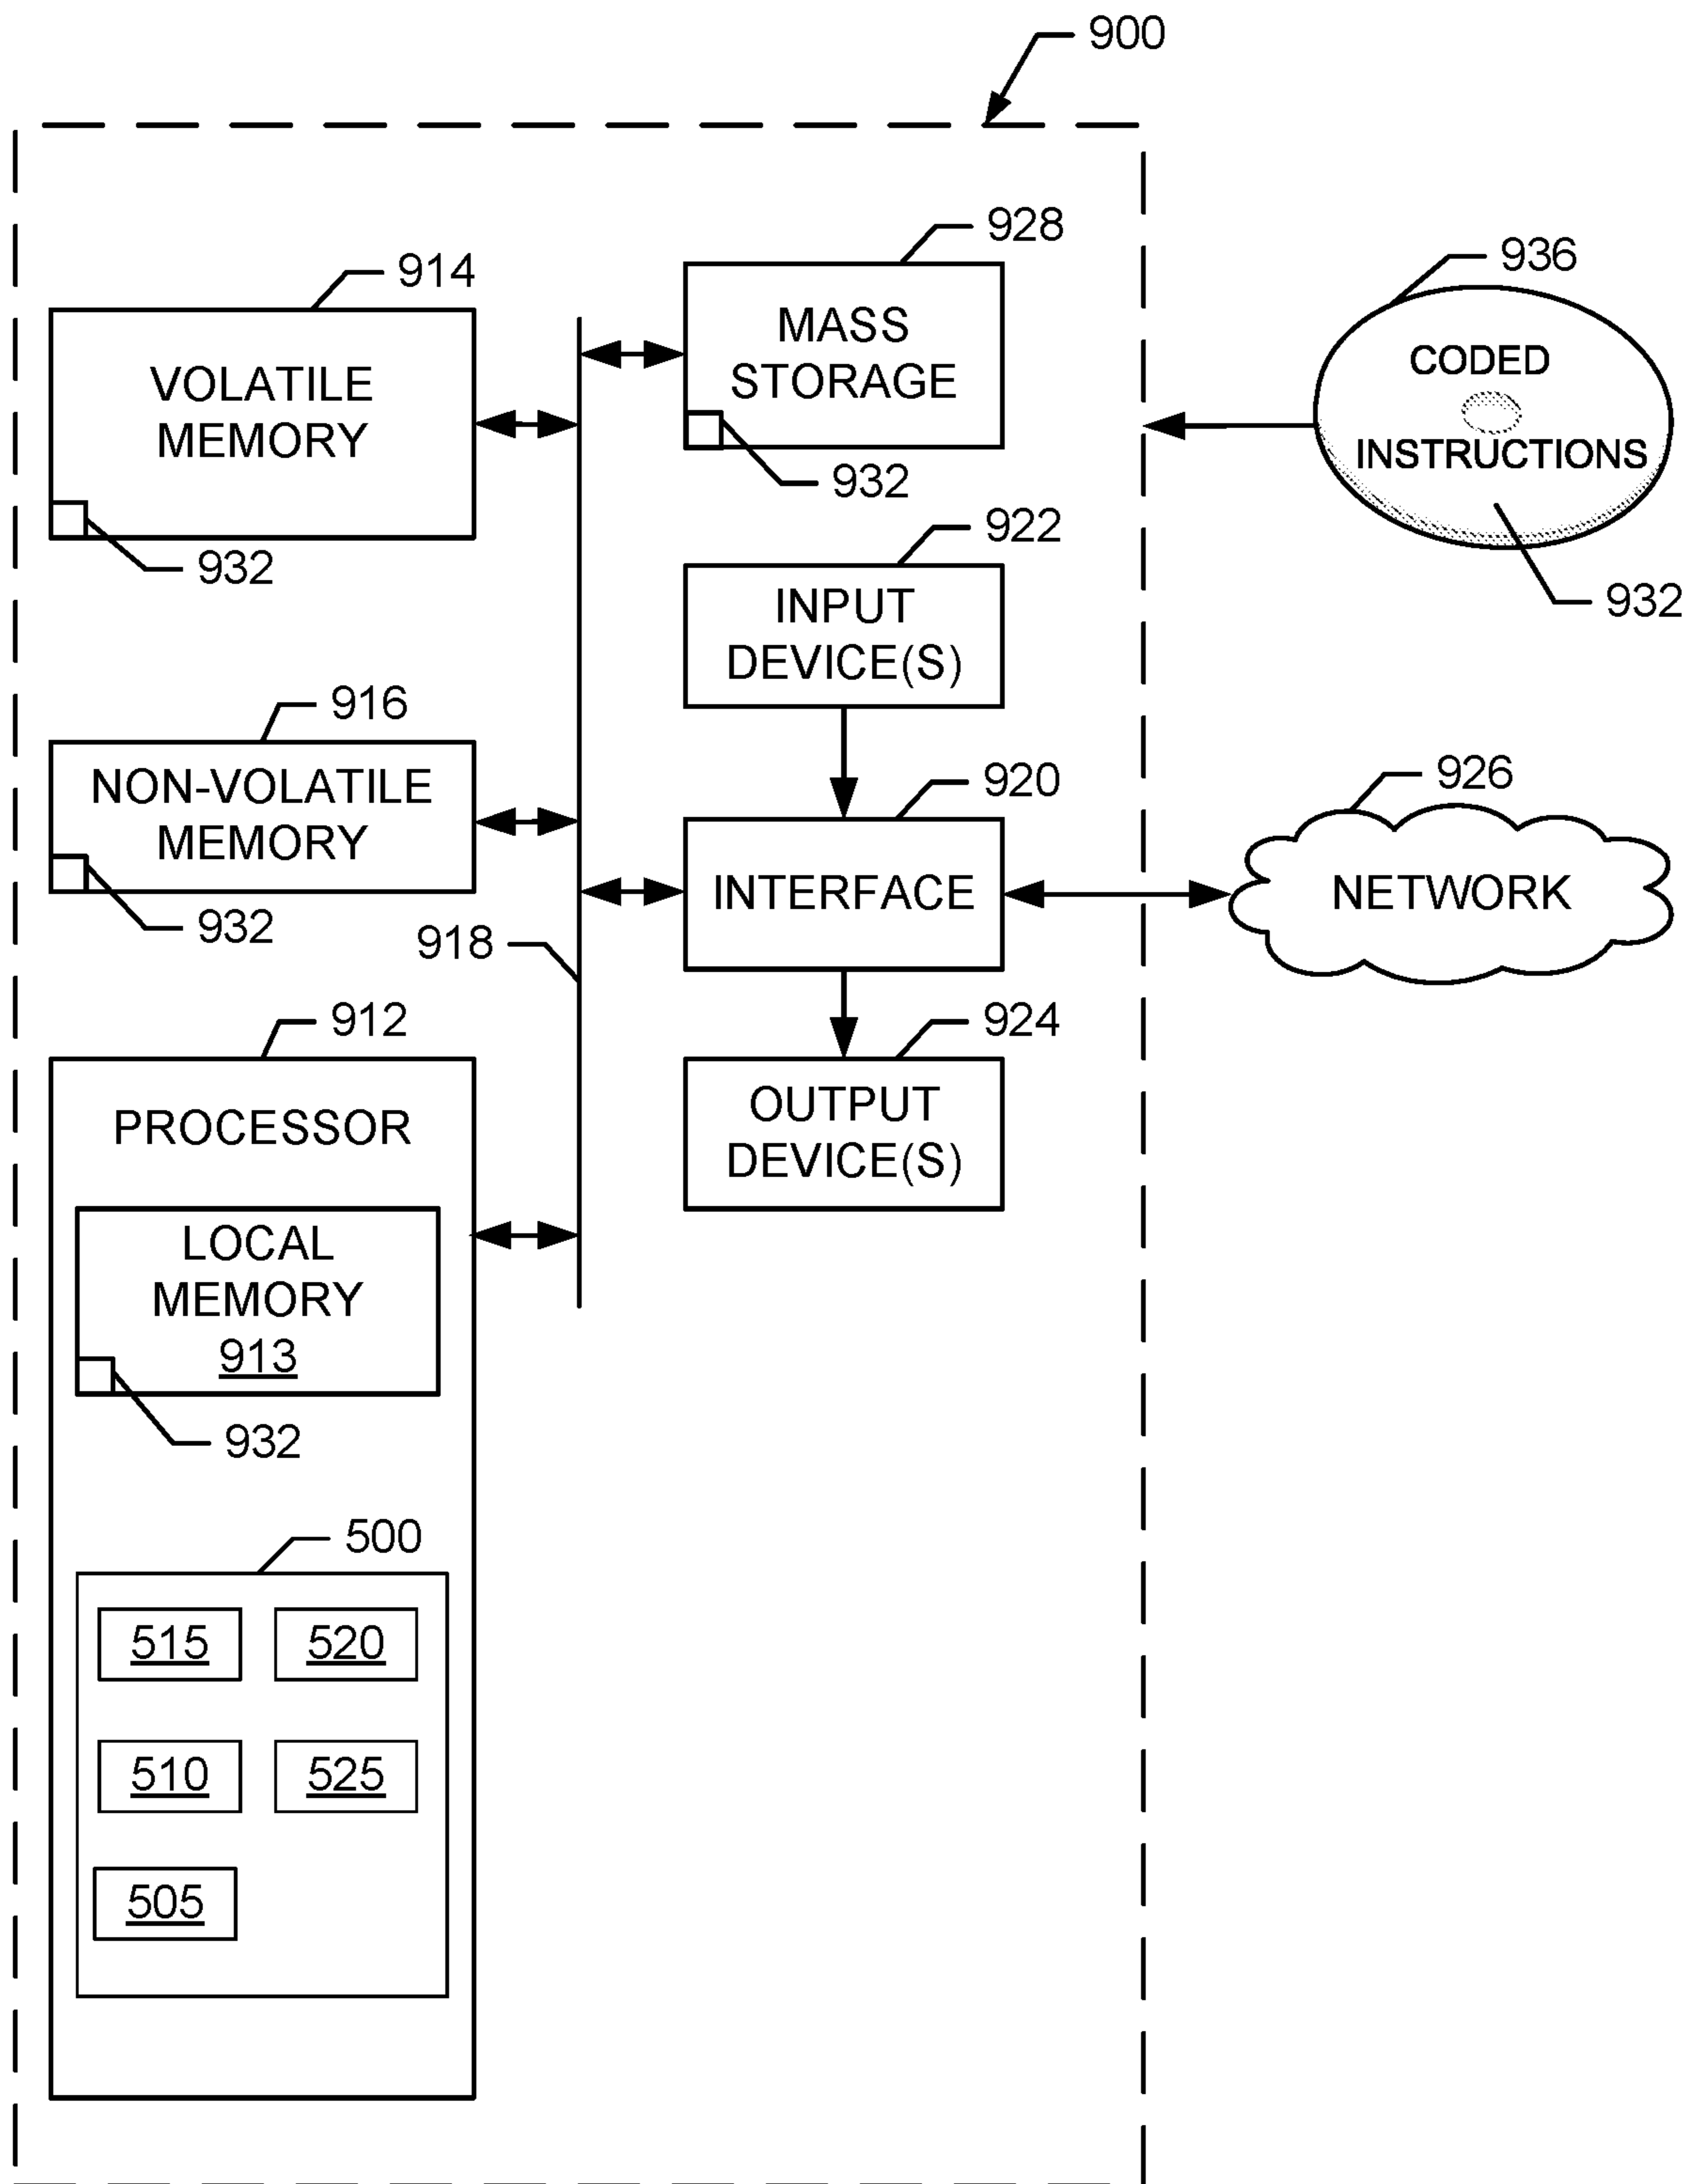 900
928
914
936
MASS
STORAGE
CODED
INSTRUCTIONS
VOLATILE
MEMORY
932
922
932
932
INPUT
DEVICE(S)
916
920
926
NON-VOLATILE
MEMORY
INTERFACE
NETWORK
932
918
912
924
PROCESSOR
OUTPUT
DEVICE(S)
LOCAL
MEMORY
913
932
500
515
520
510
525
505